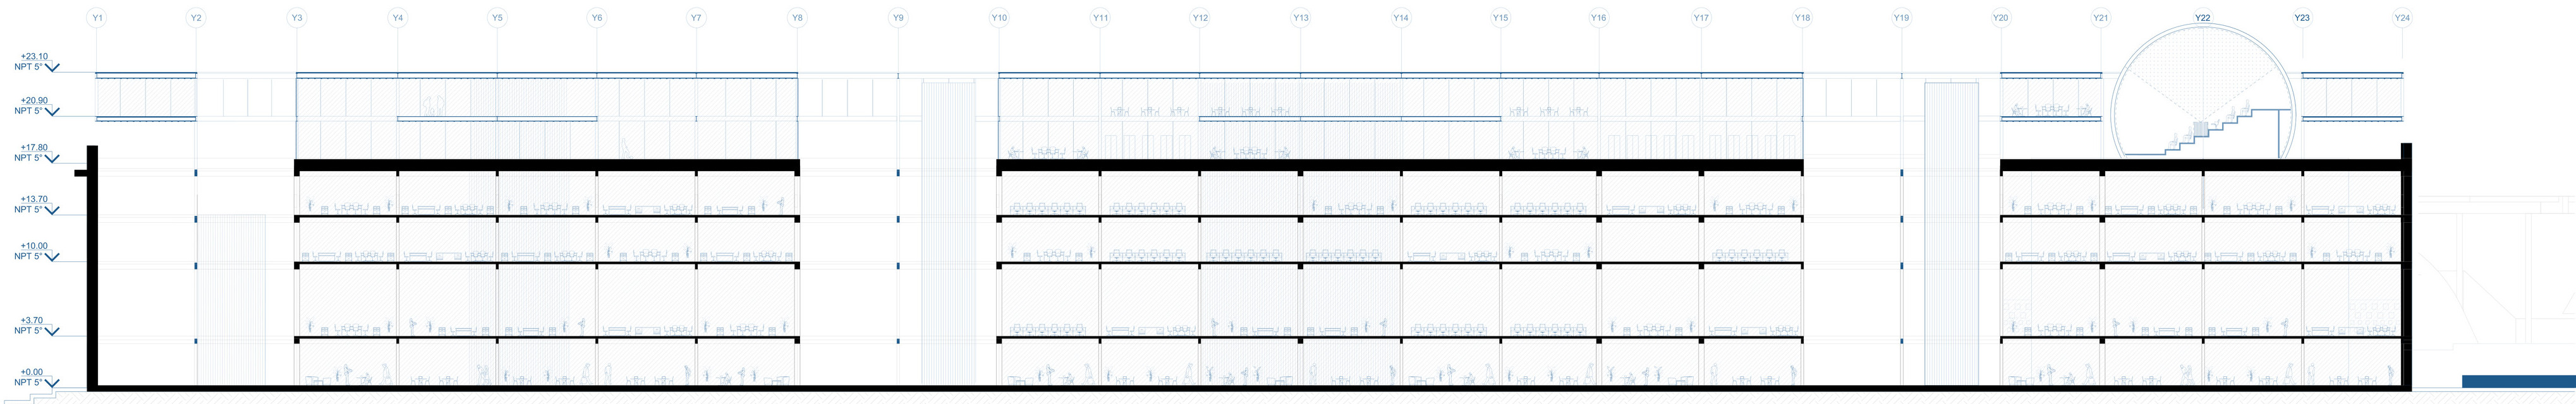 Y1
Y2
Y3
Y4
Y5
Y6
Y7
Y8
Y9
Y10
Y11
Y12
Y13
Y14
Y15
Y16
Y17
Y18
Y19
Y20
Y21
Y22
Y23
Y24
+23.10
NPT 5°
+20.90
NPT 5°
+17.80
NPT 5°
+13.70
NPT 5°
+10.00
NPT 5°
+3.70
NPT 5°
+0.00
NPT 5°